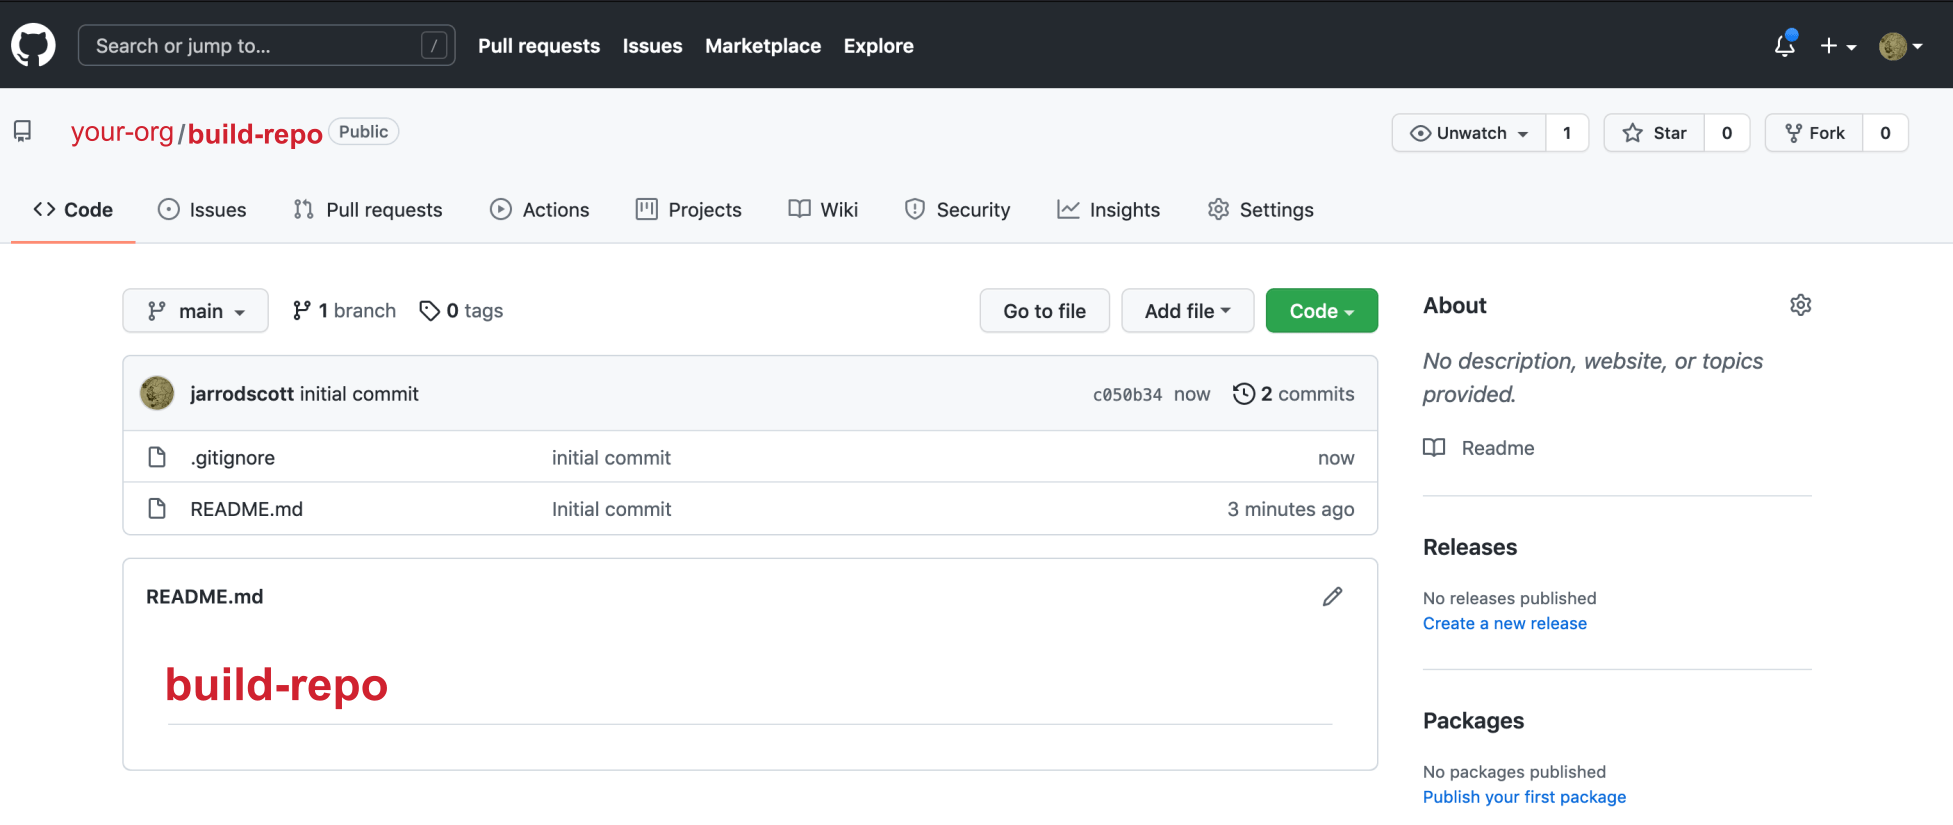 Search or jump to... / Pull requests Issues Marketplace Explore
your-org/build-repo Public Unwatch 1 Star 0 Fork 0
Code Issues Pull requests Actions Projects Wiki Security Insights Settings
main 1 branch 0 tags Go to file Add file Code
jarrodscott initial commit c050b34 now 2 commits
.gitignore initial commit now
README.md Initial commit 3 minutes ago
README.md
build-repo
About
No description, website, or topics
provided.
Readme
Releases
No releases published
Create a new release
Packages
No packages published
Publish your first package